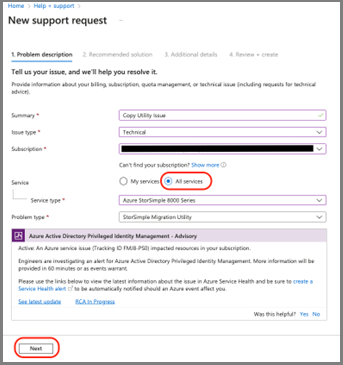 Home > Help + support >
New support request ...
1. Problem description 2. Recommended solution 3. Additional details 4. Review + create
Tell us your issue, and we'll help you resolve it.
Provide information about your billing, subscription, quota management, or technical issue (including requests for technical
advice).
Summary * Copy Utility Issue
Issue type * Technical
Subscription *
Can't find your subscription? Show more
Service My services All services
Service type * Azure StorSimple 8000 Series
Problem type * StorSimple Migration Utility
Azure Active Directory Privileged Identity Management - Advisory
Active: An Azure service issue (Tracking ID FMJ8-PS0) impacted resources in your subscription.
Engineers are investigating an alert for Azure Active Directory Privileged Identity Management. More information will be
provided in 60 minutes or as events warrant.
Please use the links below to view the latest information about the issue in Azure Service Health and be sure to create a
Service Health alert to be automatically notified should an Azure event affect you.
See latest update RCA In Progress
Was this helpful? Yes No
Next